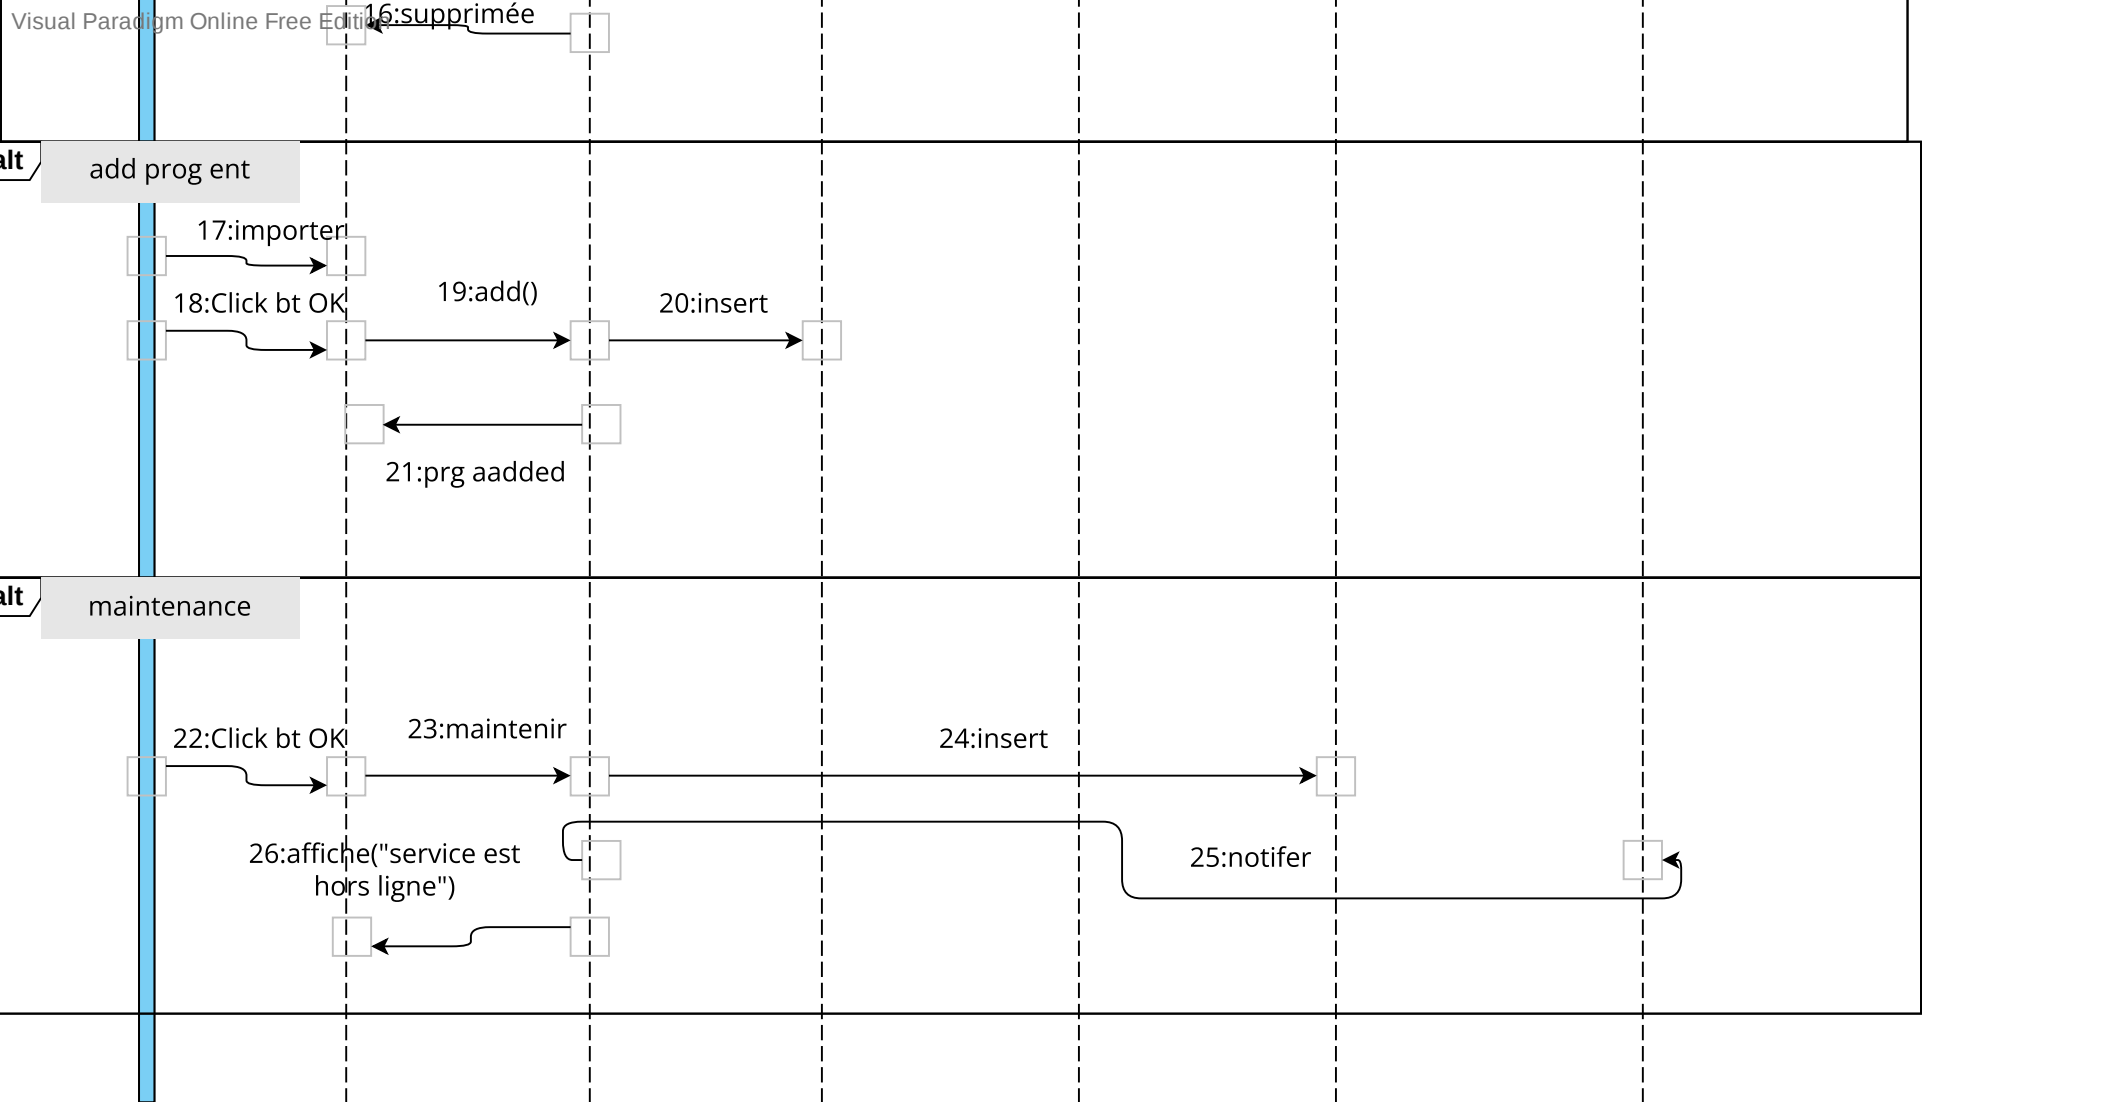 16:supprimée
Visual Paradigm Online Free Edition
alt
add prog ent
17:importer
18:Click bt OK
19:add()
20:insert
21:prg aadded
alt
maintenance
22:Click bt OK
23:maintenir
24:insert
26:affiche("service est
hors ligne")
25:notifer